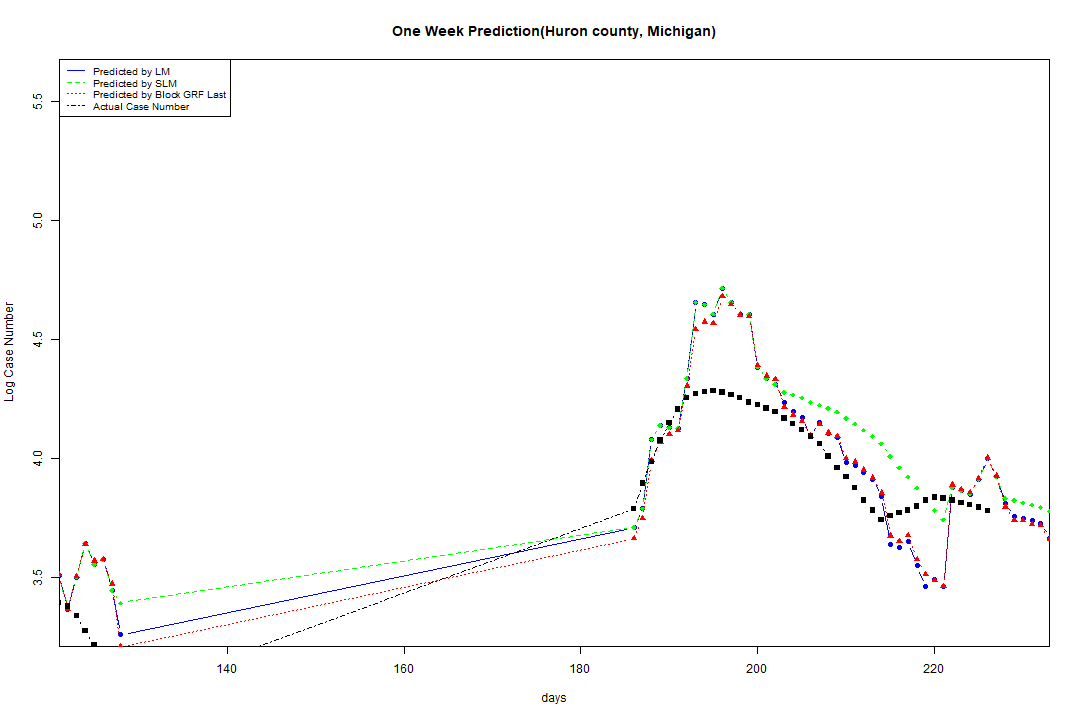 One Week Prediction(Huron county, Michigan)
Predicted by LM
Predicted by SLM
Predicted by Block GRF Last
Actual Case Number
5.5
5.0
4.5
4.0
3.5
Log Case Number
140 160 180 200 220
days